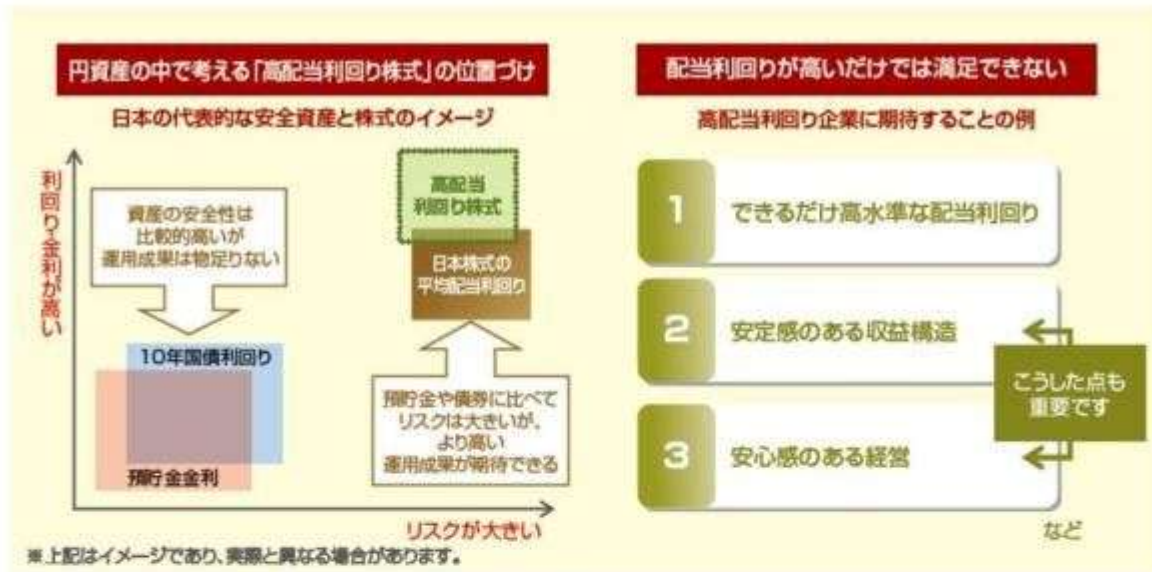 円資産の中で考える「高配当利回り株式」の位置づけ
日本の代表的な安全資産と株式のイメージ
利回り・金利が高い
資産の安全性は
比較的高いが
運用成果は物足りない
高配当
利回り株式
日本株式の
平均配当利回り
10年国債利回り
預貯金金利
預貯金や債券に比べて
リスクは大きいが、
より高い
運用成果が期待できる
リスクが大きい
※上記はイメージであり、実際と異なる場合があります。
配当利回りが高いだけでは満足できない
高配当利回り企業に期待することの例
1 できるだけ高水準な配当利回り
2 安定感のある収益構造
3 安心感のある経営
こうした点も
重要です
など